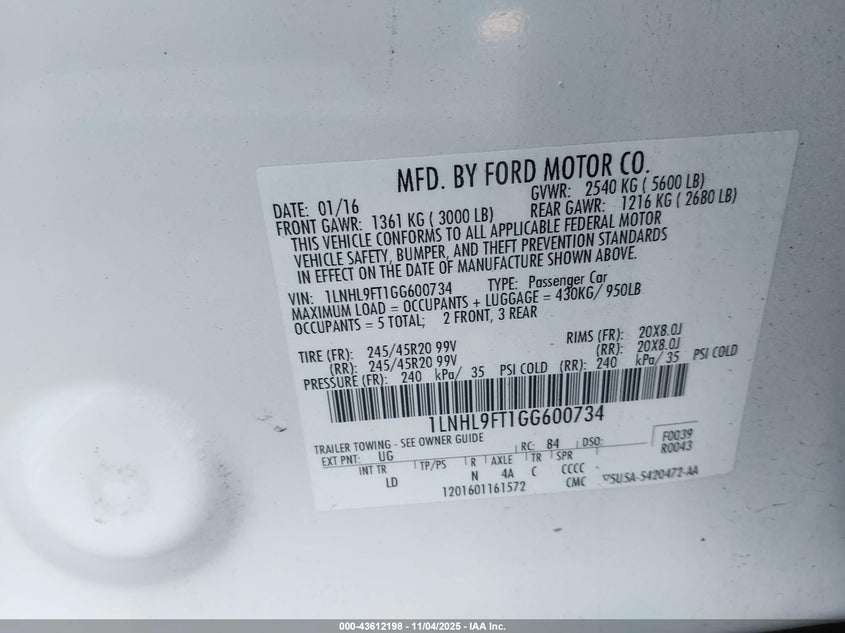 MFD. BY FORD MOTOR CO.
DATE: 01/16 GVWR: 2540 KG ( 5600 LB)
FRONT GAWR: 1361 KG ( 3000 LB) REAR GAWR: 1216 KG ( 2680 LB)
THIS VEHICLE CONFORMS TO ALL APPLICABLE FEDERAL MOTOR
VEHICLE SAFETY, BUMPER, AND THEFT PREVENTION STANDARDS
IN EFFECT ON THE DATE OF MANUFACTURE SHOWN ABOVE.
VIN: 1LNHL9FT1GG600734 TYPE: Passenger Car
MAXIMUM LOAD = OCCUPANTS + LUGGAGE = 430KG/ 950LB
OCCUPANTS = 5 TOTAL; 2 FRONT, 3 REAR
TIRE (FR): 245/45R20 99V RIMS (FR): 20X8.0J
(RR): 245/45R20 99V (RR): 20X8.0J
PRESSURE (FR): 240 kPa/ 35 PSI COLD (RR): 240 kPa/ 35 PSI COLD
1LNHL9FT1GG600734
TRAILER TOWING - SEE OWNER GUIDE
EXT PNT: UG RC: 84 DSO: F0039
R0043
INT TR TP/PS R AXLE TR SPR
LD N 4A C CCCC
1201601161572 CMC ▽5U5A-5420472-AA
000-43612198 - 11/04/2025 - IAA Inc.